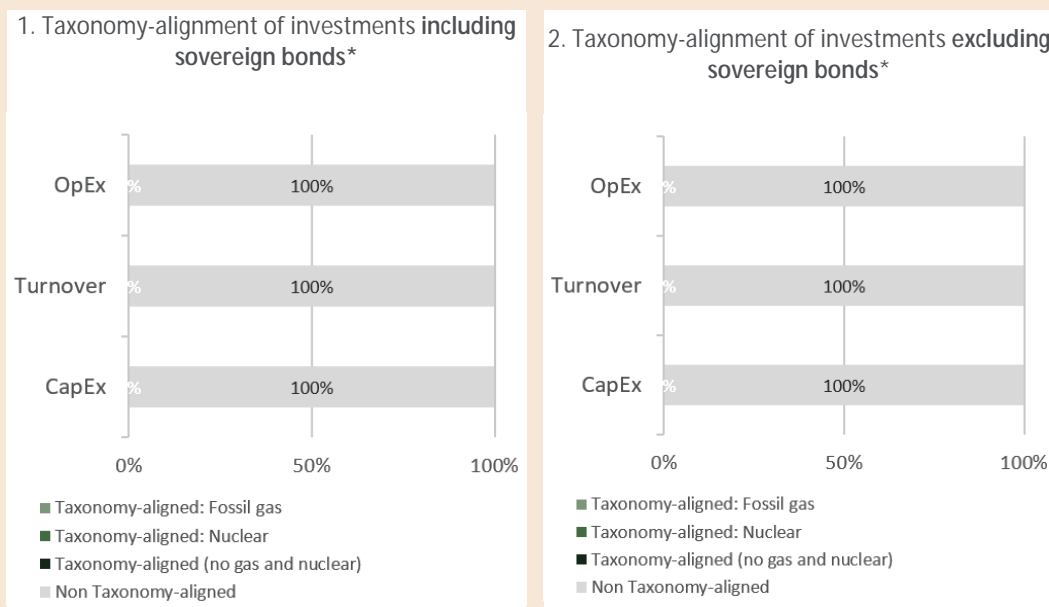 1. Taxonomy-alignment of investments including
sovereign bonds*
OpEx
%
100%
Turnover
%
100%
CapEx
%
100%
0%
50%
100%
Taxonomy-aligned: Fossil gas
Taxonomy-aligned: Nuclear
Taxonomy-aligned (no gas and nuclear)
Non Taxonomy-aligned
2. Taxonomy-alignment of investments excluding
sovereign bonds*
OpEx
%
100%
Turnover
%
100%
CapEx
%
100%
0%
50%
100%
Taxonomy-aligned: Fossil gas
Taxonomy-aligned: Nuclear
Taxonomy-aligned (no gas and nuclear)
Non Taxonomy-aligned